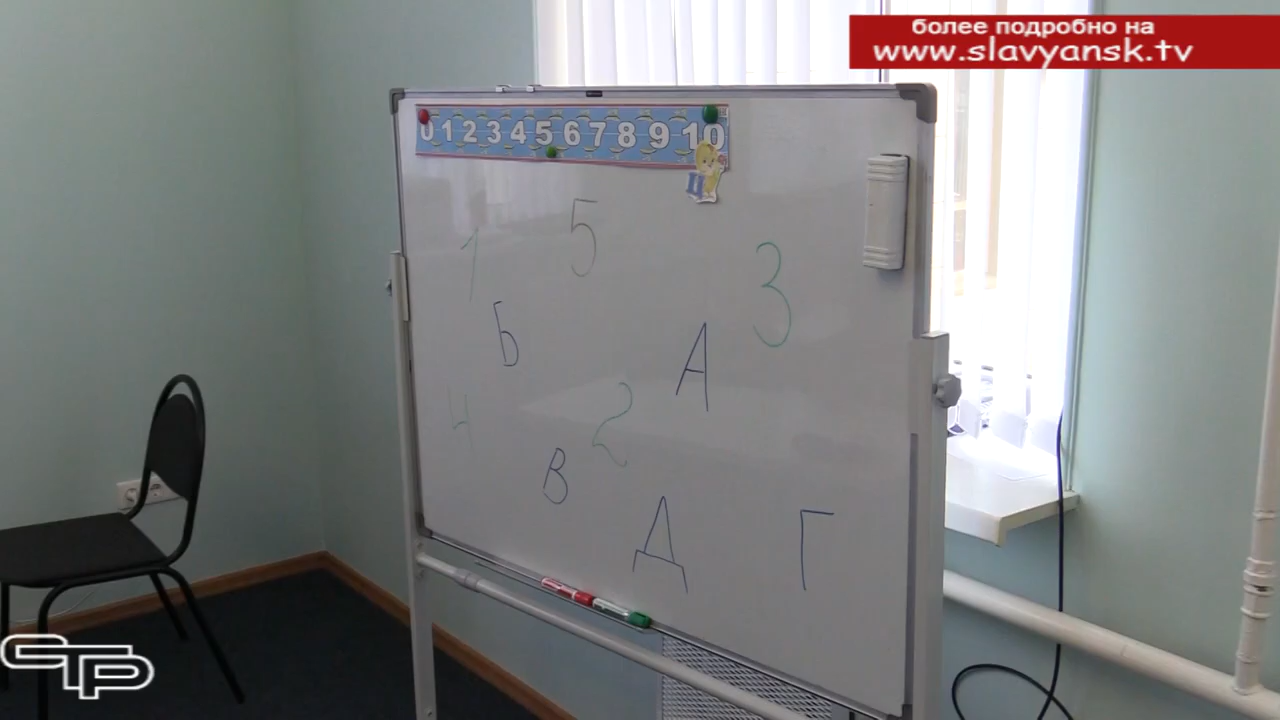 более подробно на
www.slavyansk.tv
0 1 2 3 4 5 6 7 8 9 10
1 5 3
Б А
4 2
В Д Г
СТР